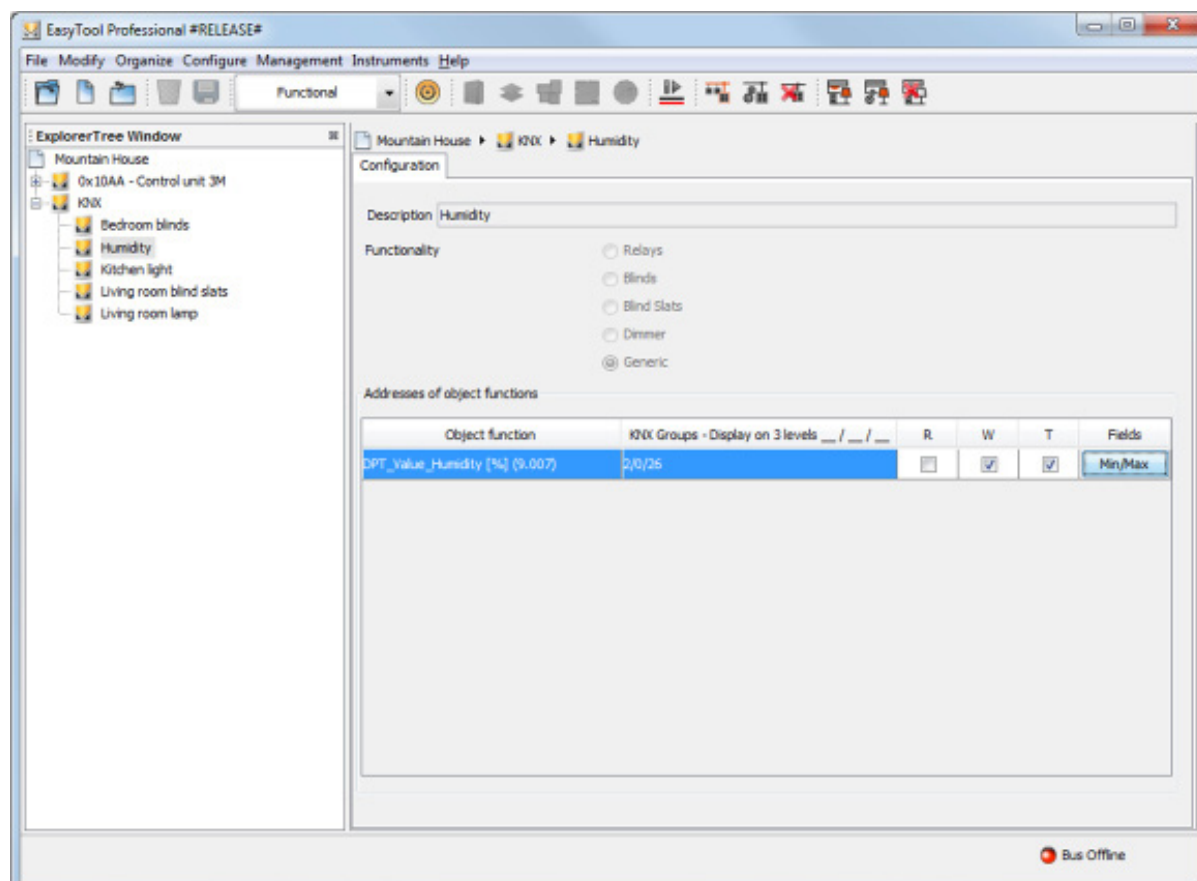 EasyTool Professional #RELEASE#
File Modify Organize Configure Management Instruments Help
Functional
ExplorerTree Window
Mountain House
0x10AA - Control unit 3M
KNX
Bedroom blinds
Humidity
Kitchen light
Living room blind slats
Living room lamp
Mountain House KNX Humidity
Configuration
Description Humidity
Functionality
Relays
Blinds
Blind Slats
Dimmer
Generic
Addresses of object functions
Object function KNX Groups - Display on 3 levels __ / __ / __ R W T Fields
DPT_Value_Humidity [%] (9.007) 2/0/26 Min/Max
Bus Offline